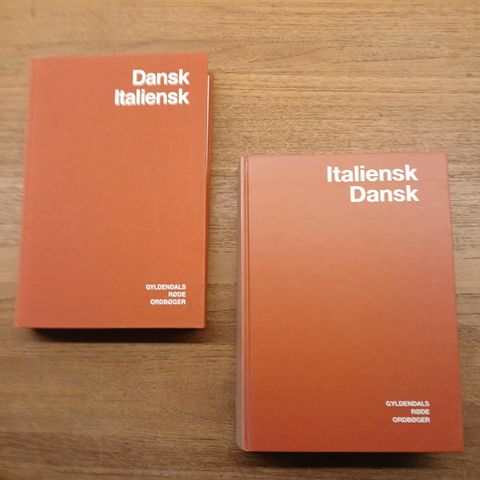 Dansk
Italiensk
GYLDENDALS
RØDE
ORDBØGER
Italiensk
Dansk
GYLDENDALS
RØDE
ORDBØGER